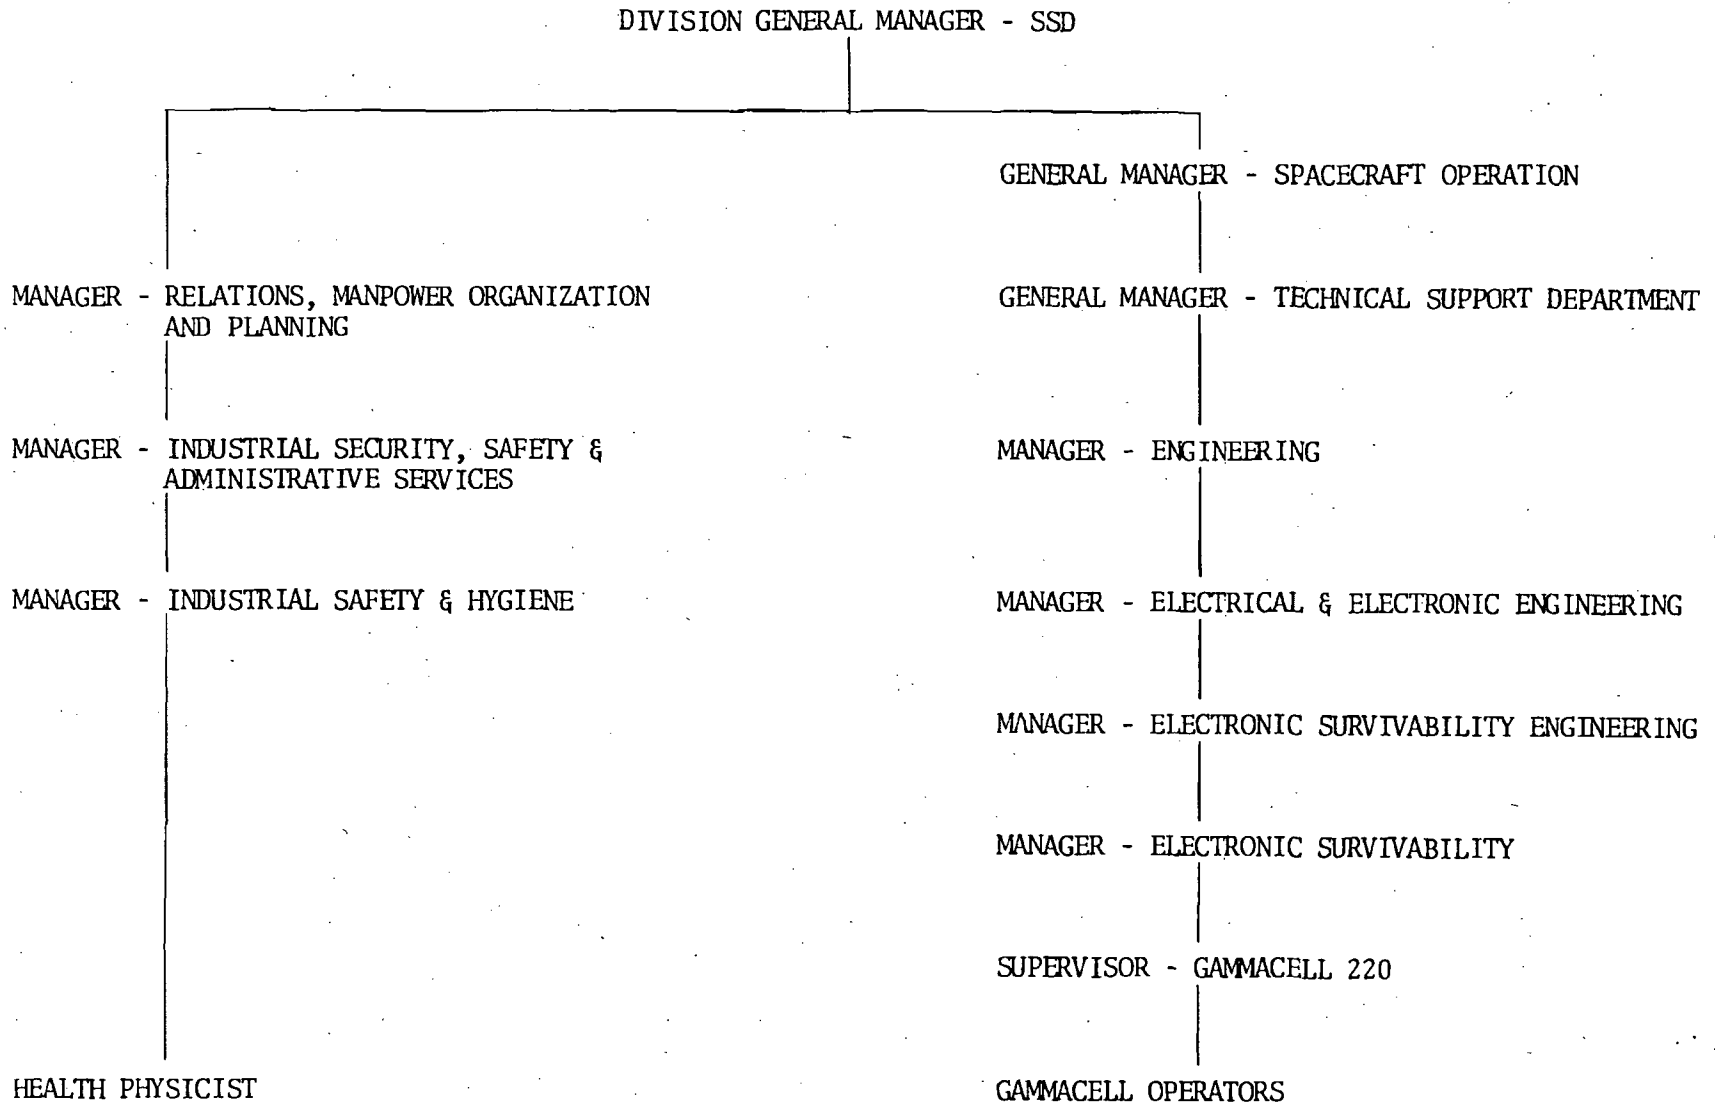 DIVISION GENERAL MANAGER - SSD
GENERAL MANAGER - SPACECRAFT OPERATION
MANAGER - RELATIONS, MANPOWER ORGANIZATION
AND PLANNING
GENERAL MANAGER - TECHNICAL SUPPORT DEPARTMENT
MANAGER - INDUSTRIAL SECURITY, SAFETY &
ADMINISTRATIVE SERVICES
MANAGER - ENGINEERING
MANAGER - INDUSTRIAL SAFETY & HYGIENE
MANAGER - ELECTRICAL & ELECTRONIC ENGINEERING
MANAGER - ELECTRONIC SURVIVABILITY ENGINEERING
MANAGER - ELECTRONIC SURVIVABILITY
SUPERVISOR - GAMMACELL 220
HEALTH PHYSICIST
GAMMACELL OPERATORS